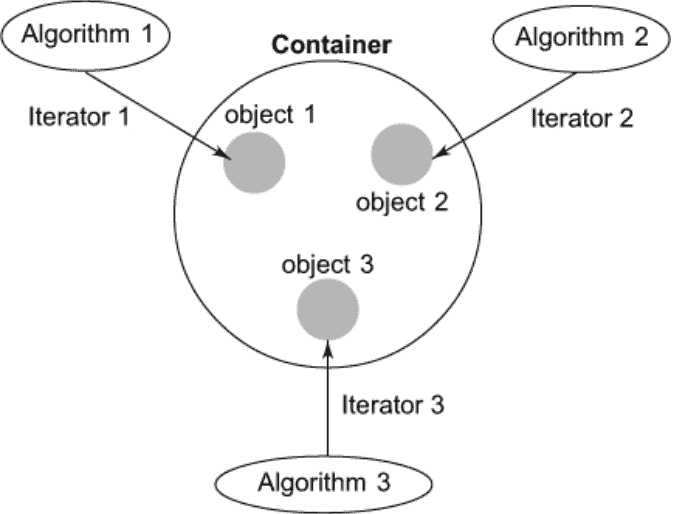 Algorithm 1
Algorithm 2
Container
Iterator 1
object 1
Iterator 2
object 2
object 3
Iterator 3
Algorithm 3